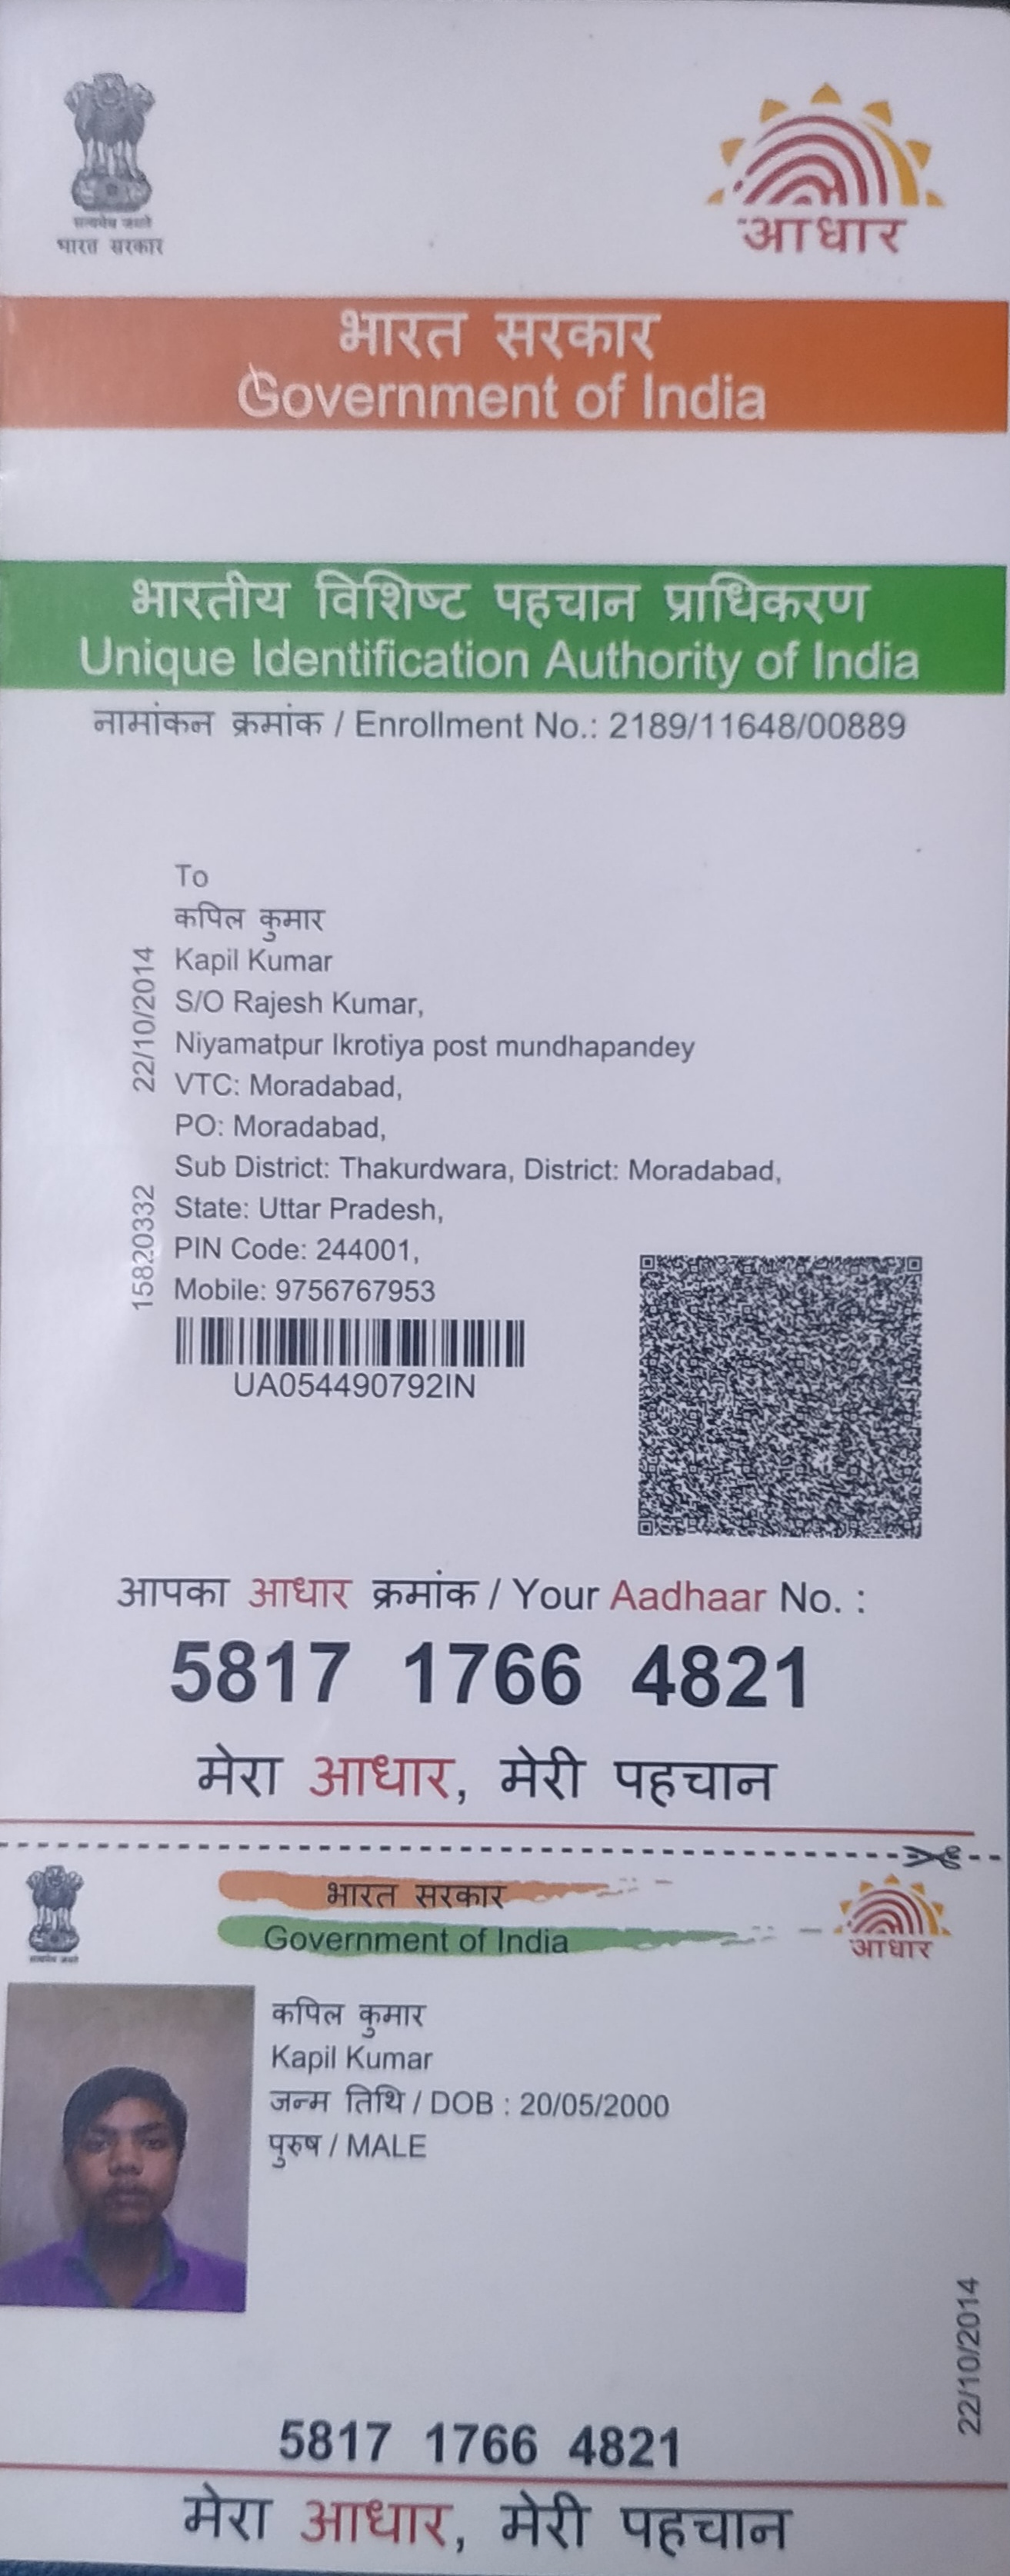 सत्यमेव जयते
भारत सरकार
आधार
भारत सरकार
Government of India
भारतीय विशिष्ट पहचान प्राधिकरण
Unique Identification Authority of India
नामांकन क्रमांक / Enrollment No.: 2189/11648/00889
To
कपिल कुमार
Kapil Kumar
S/O Rajesh Kumar,
Niyamatpur Ikrotiya post mundhapandey
VTC: Moradabad,
PO: Moradabad,
Sub District: Thakurdwara, District: Moradabad,
State: Uttar Pradesh,
PIN Code: 244001,
Mobile: 9756767953
22/10/2014
15820332
UA054490792IN
आपका आधार क्रमांक / Your Aadhaar No. :
5817 1766 4821
मेरा आधार, मेरी पहचान
भारत सरकार
Government of India
आधार
कपिल कुमार
Kapil Kumar
जन्म तिथि / DOB : 20/05/2000
पुरुष / MALE
22/10/2014
5817 1766 4821
मेरा आधार, मेरी पहचान